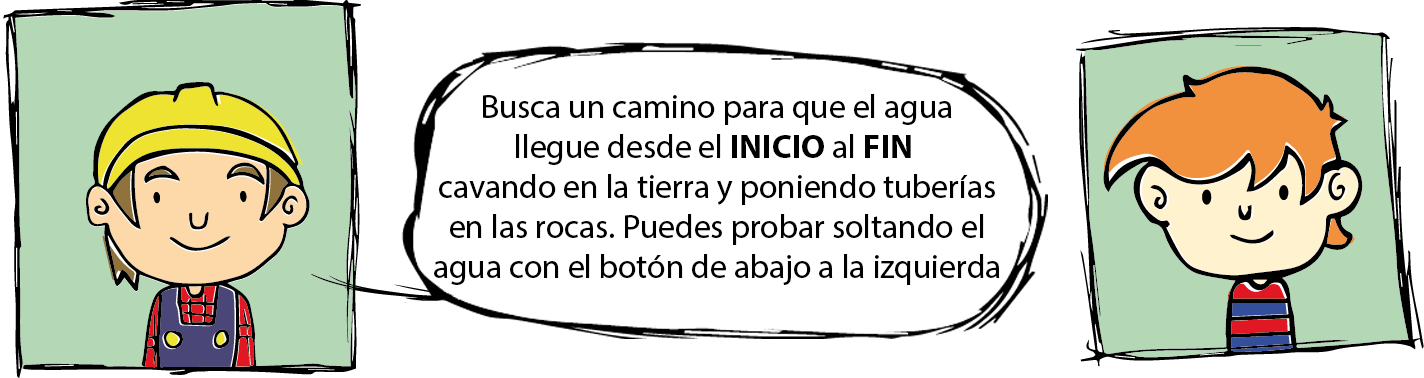 Busca un camino para que el agua
llegue desde el INICIO al FIN
cavando en la tierra y poniendo tuberías
en las rocas. Puedes probar soltando el
agua con el botón de abajo a la izquierda